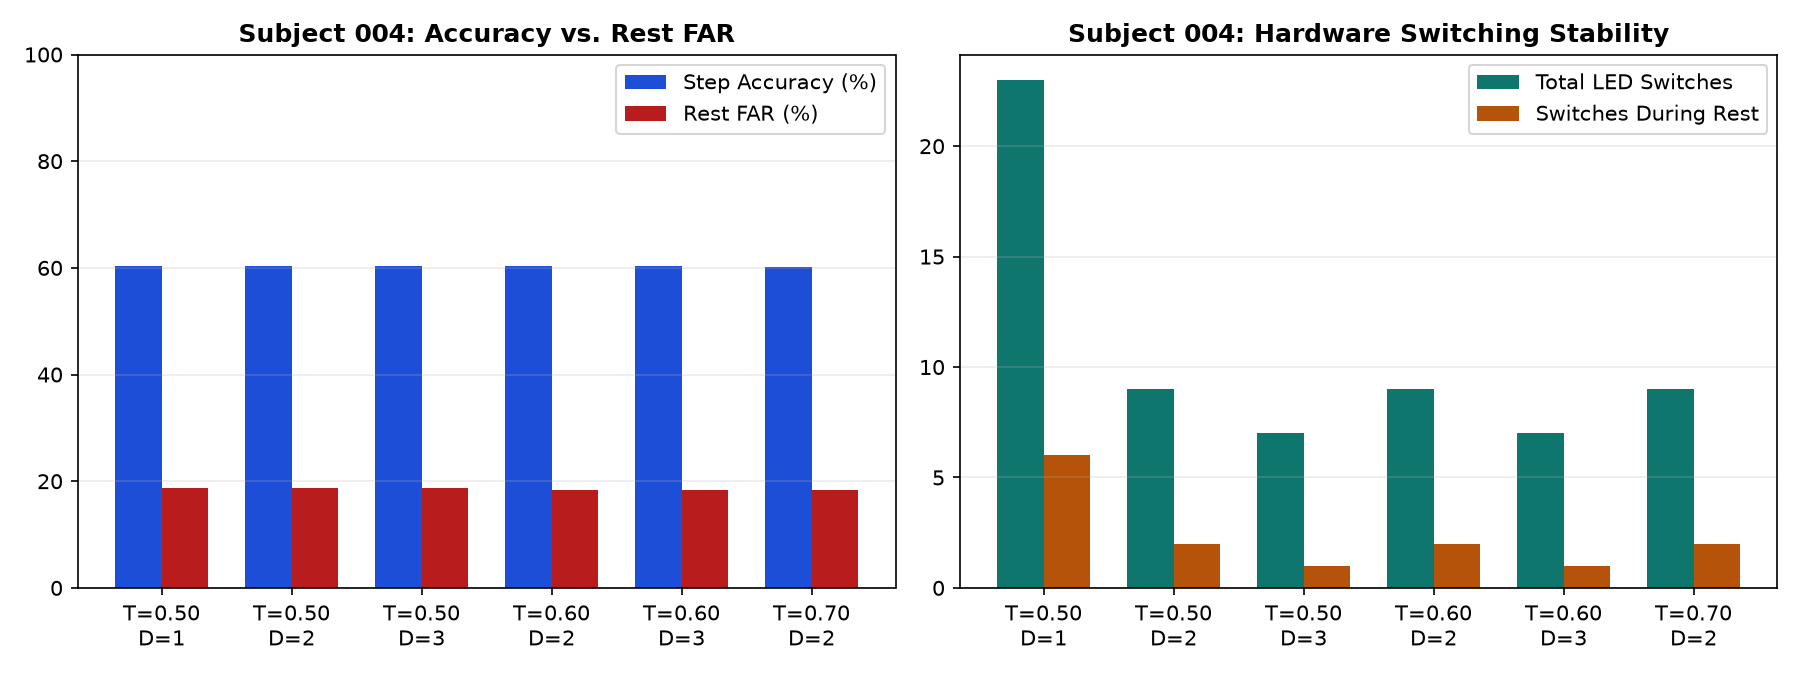 Subject 004: Accuracy vs. Rest FAR
100
80
60
40
20
0
Step Accuracy (%)
Rest FAR (%)
T=0.50 T=0.50 T=0.50 T=0.60 T=0.60 T=0.70
D=1 D=2 D=3 D=2 D=3 D=2
Subject 004: Hardware Switching Stability
20
15
10
5
0
Total LED Switches
Switches During Rest
T=0.50 T=0.50 T=0.50 T=0.60 T=0.60 T=0.70
D=1 D=2 D=3 D=2 D=3 D=2